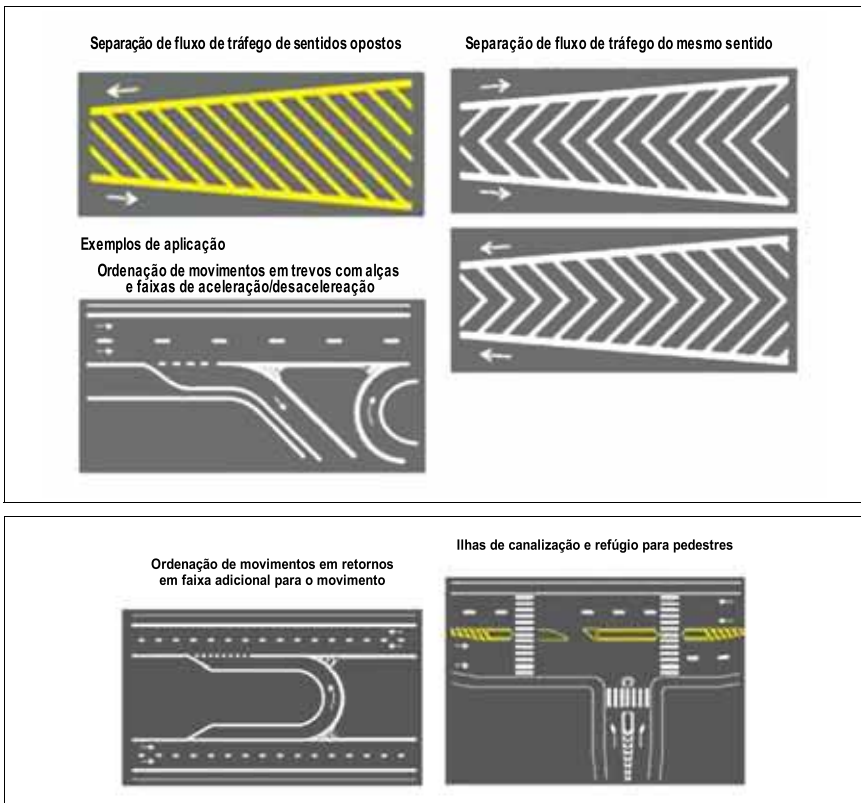 Separação de fluxo de tráfego de sentidos opostos
Separação de fluxo de tráfego do mesmo sentido
Exemplos de aplicação
Ordenação de movimentos em trevos com alças
e faixas de aceleração/desacelereação
Ordenação de movimentos em retornos
em faixa adicional para o movimento
Ilhas de canalização e refúgio para pedestres